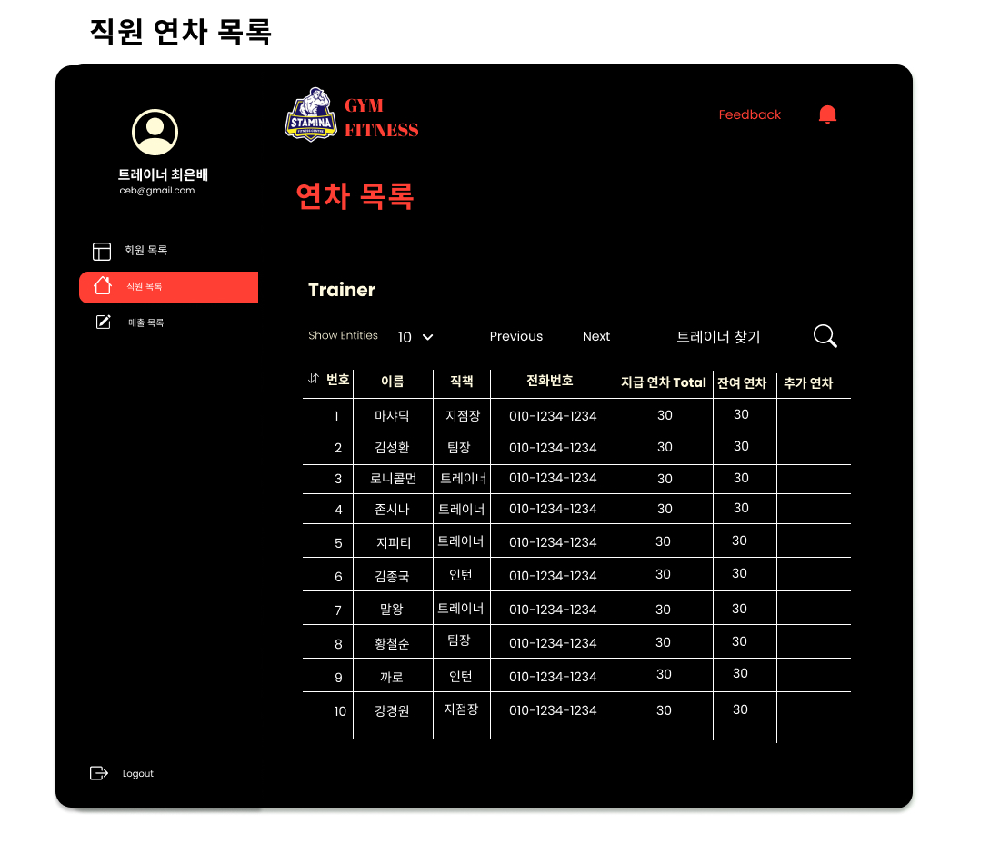 직원 연차 목록
STAMINA
FITNESS CENTRE
GYM
FITNESS
Feedback
트레이너 최은배
ceb@gmail.com
연차 목록
회원 목록
직원 목록
매출 목록
Trainer
Show Entities 10 Previous Next 트레이너 찾기
번호 이름 직책 전화번호 지급 연차 Total 잔여 연차 추가 연차
1 마샤딕 지점장 010-1234-1234 30 30
2 김성환 팀장 010-1234-1234 30 30
3 로니콜먼 트레이너 010-1234-1234 30 30
4 존시나 트레이너 010-1234-1234 30 30
5 지피티 트레이너 010-1234-1234 30 30
6 김종국 인턴 010-1234-1234 30 30
7 말왕 트레이너 010-1234-1234 30 30
8 황철순 팀장 010-1234-1234 30 30
9 까로 인턴 010-1234-1234 30 30
10 강경원 지점장 010-1234-1234 30 30
Logout